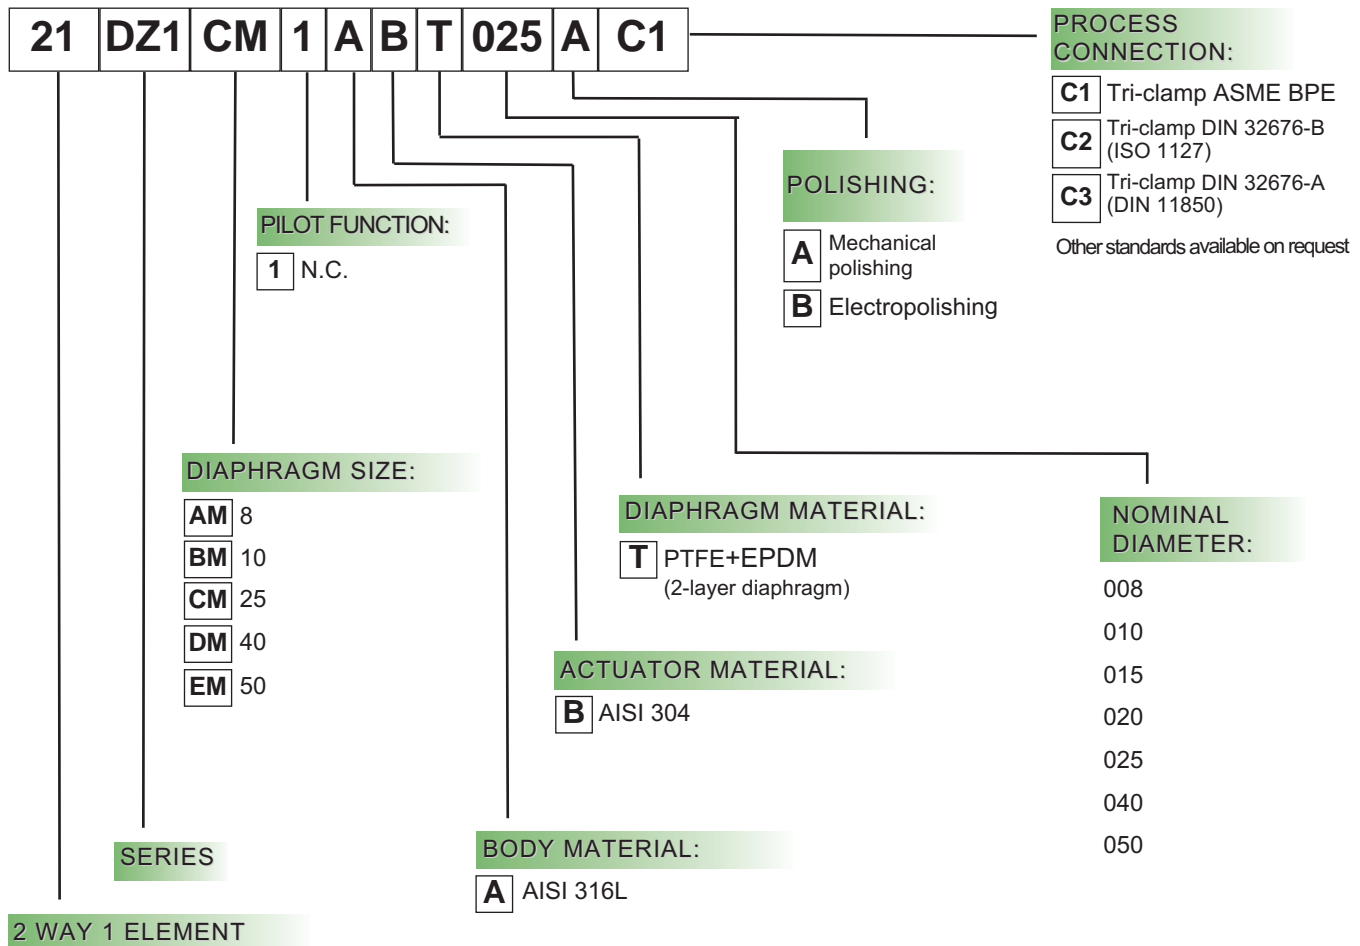 21 DZ1 CM 1 A B T 025 A C1
PROCESS
CONNECTION:
C1 Tri-clamp ASME BPE
C2 Tri-clamp DIN 32676-B
(ISO 1127)
C3 Tri-clamp DIN 32676-A
(DIN 11850)
Other standards available on request
POLISHING:
A Mechanical
polishing
B Electropolishing
PILOT FUNCTION:
1 N.C.
DIAPHRAGM SIZE:
AM 8
BM 10
CM 25
DM 40
EM 50
DIAPHRAGM MATERIAL:
T PTFE+EPDM
(2-layer diaphragm)
NOMINAL
DIAMETER:
008
010
015
020
025
040
050
ACTUATOR MATERIAL:
B AISI 304
SERIES
BODY MATERIAL:
A AISI 316L
2 WAY 1 ELEMENT